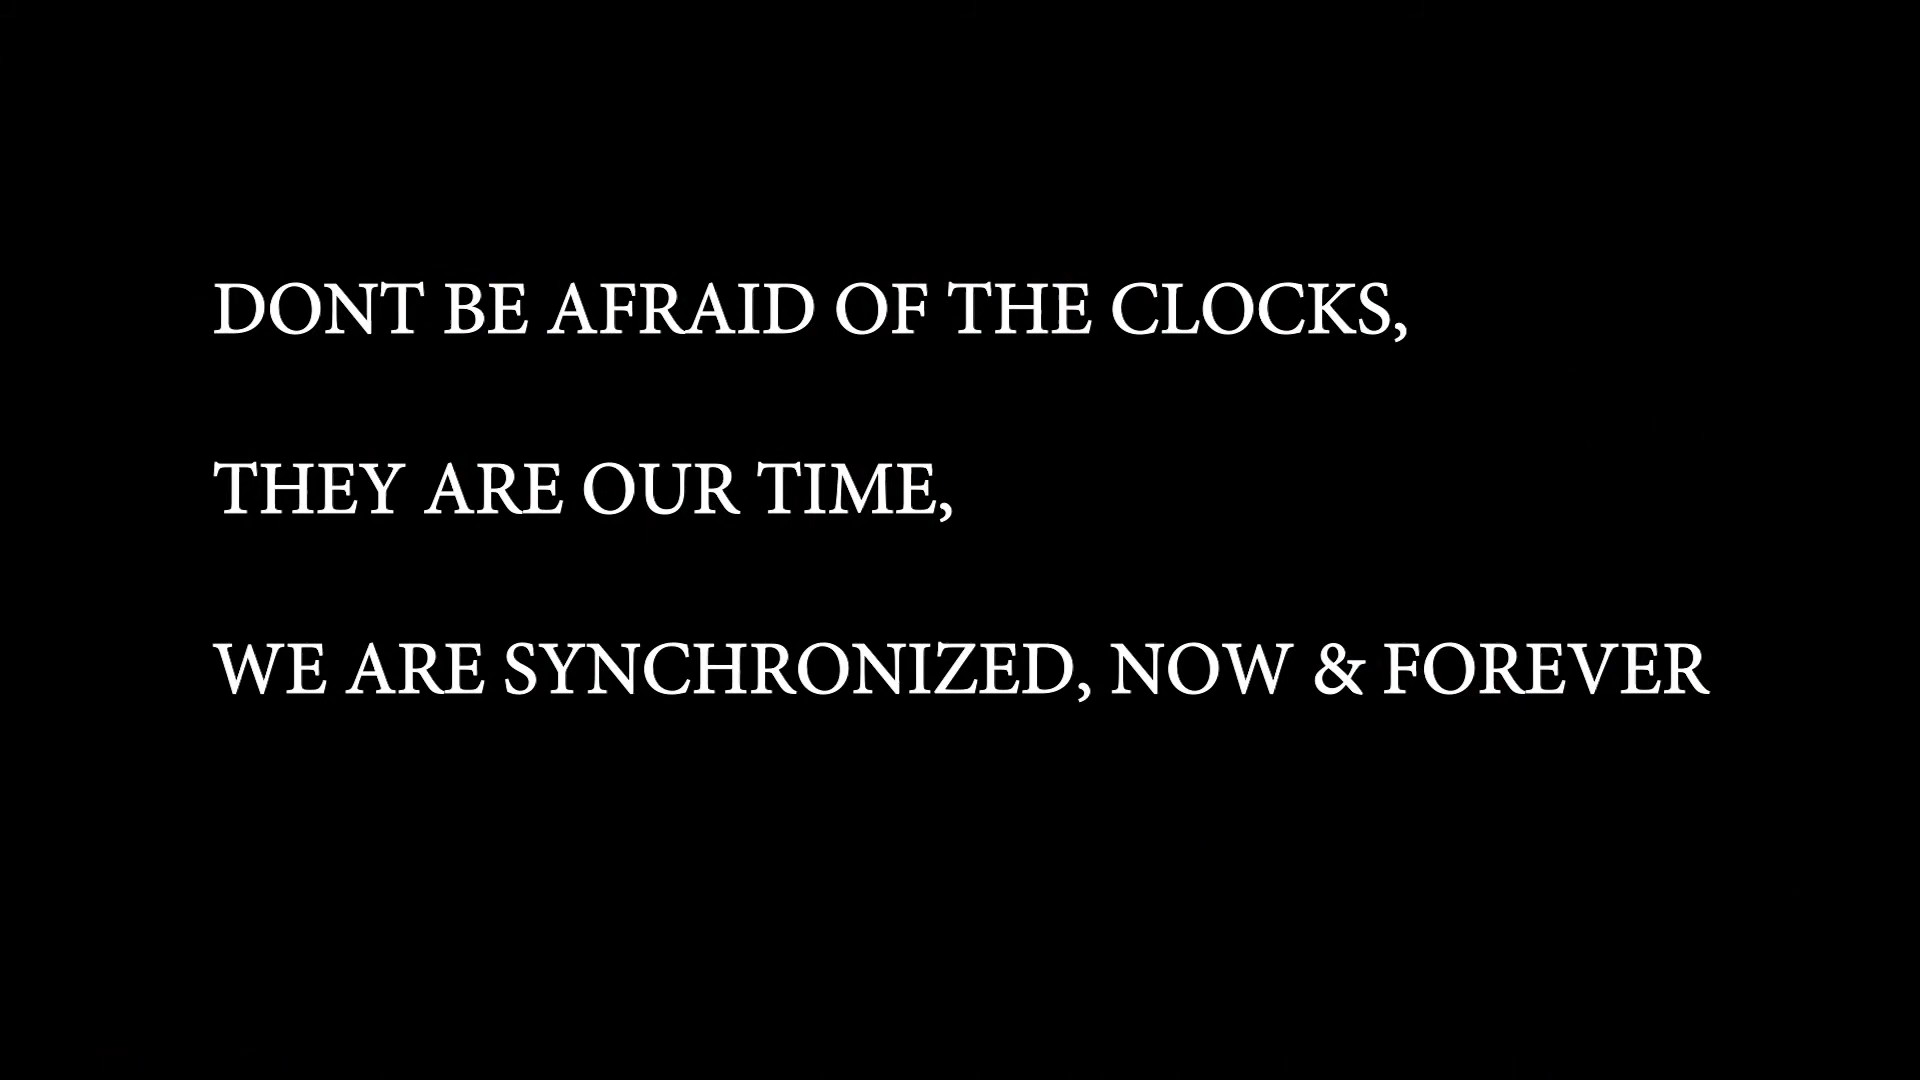 DONT BE AFRAID OF THE CLOCKS,
THEY ARE OUR TIME,
WE ARE SYNCHRONIZED, NOW & FOREVER